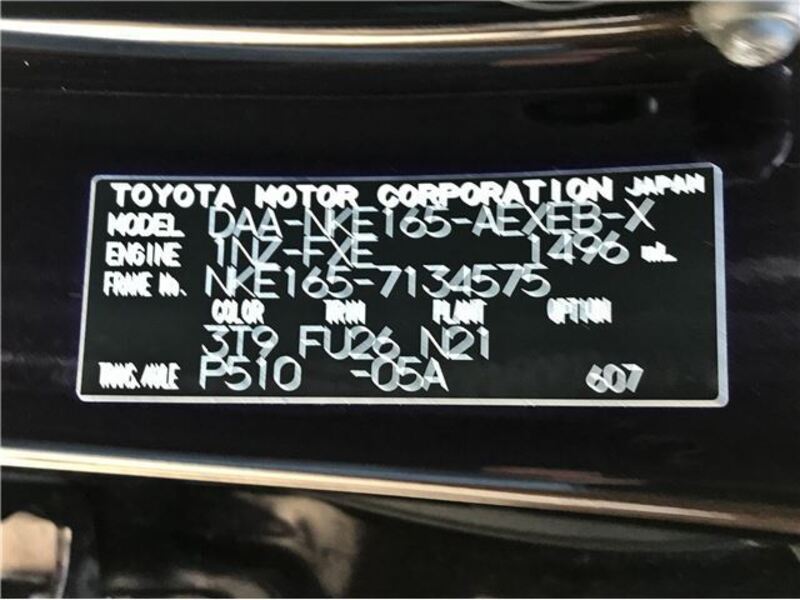 TOYOTA MOTOR CORPORATION JAPAN
MODEL DAA-NKE165-AEXEB-X
ENGINE 1NZ-FXE 1496 mL
FRAME No. NKE165-7134575
COLOR TRIM PLANT OPTION
3T9 FU26 N21
TRANS./AXLE P510 -05A 607